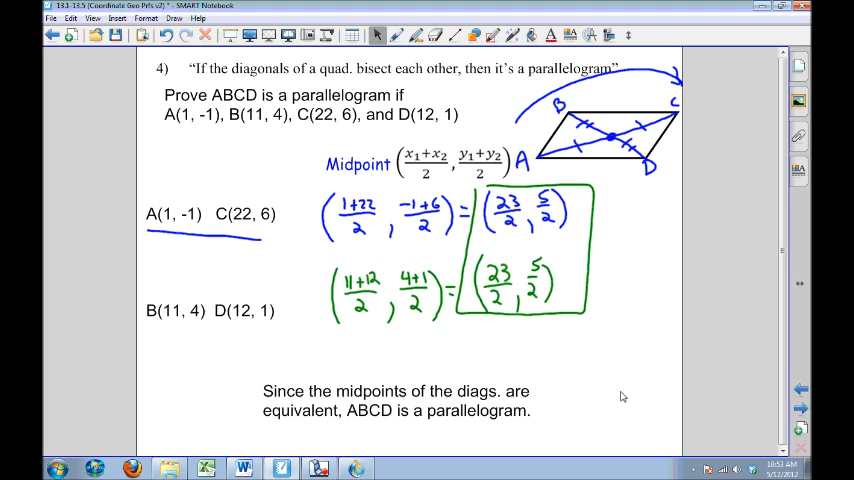 13.1-13.5 (Coordinate Geo Prfs v2) * - SMART Notebook
File Edit View Insert Format Draw Help
4) "If the diagonals of a quad. bisect each other, then it's a parallelogram"
Prove ABCD is a parallelogram if
A(1, -1), B(11, 4), C(22, 6), and D(12, 1)
B C
A D
Midpoint (x₁+x₂/2, y₁+y₂/2)
A(1, -1) C(22, 6) (1+22/2, -1+6/2) = (23/2, 5/2)
B(11, 4) D(12, 1) (11+12/2, 4+1/2) = (23/2, 5/2)
Since the midpoints of the diags. are
equivalent, ABCD is a parallelogram.
10:53 AM
5/12/2012